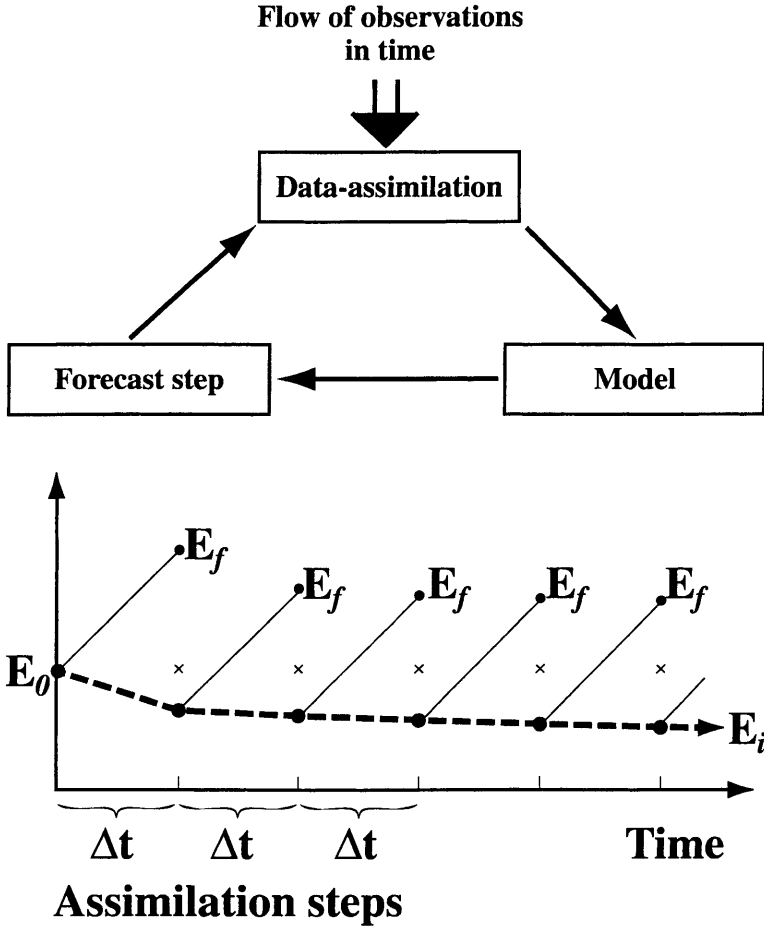 Flow of observations
in time
Data-assimilation
Forecast step
Model
E_f
E_f
E_f
E_f
E_f
E_0
× × × × ×
E_i
Δt Δt Δt
Time
Assimilation steps